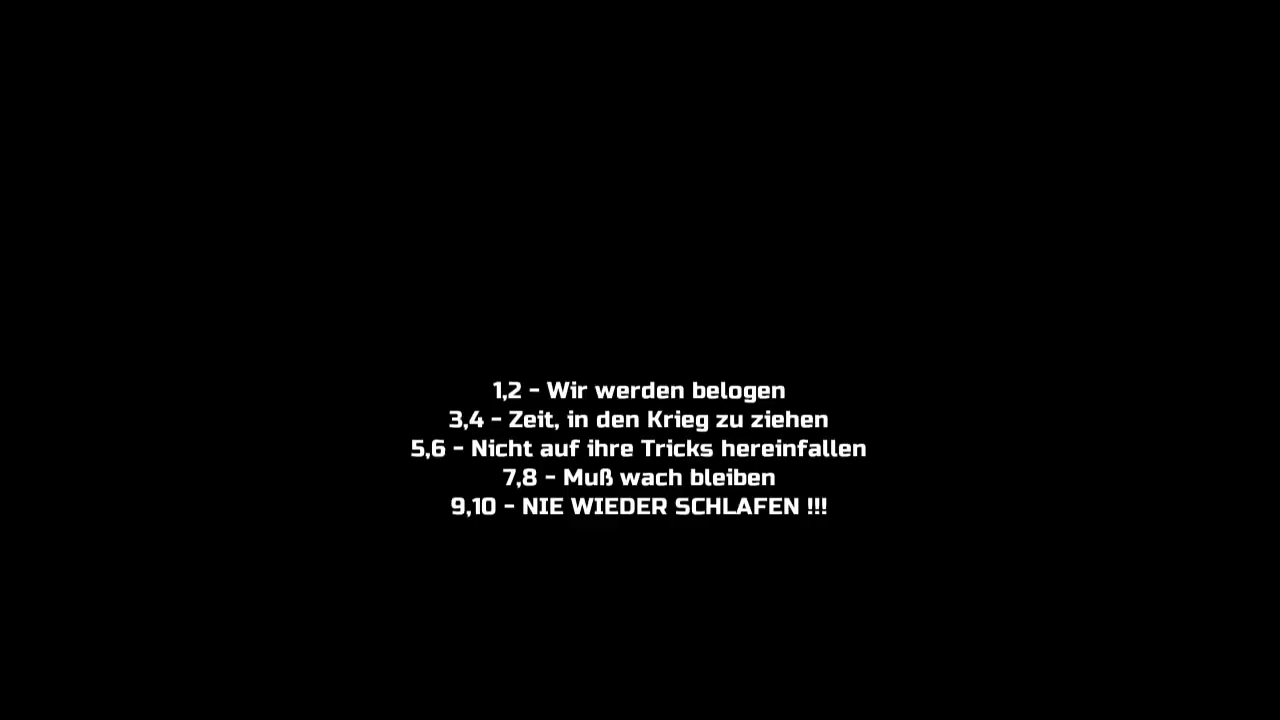 1,2 - Wir werden belogen
3,4 - Zeit, in den Krieg zu ziehen
5,6 - Nicht auf ihre Tricks hereinfallen
7,8 - Muß wach bleiben
9,10 - NIE WIEDER SCHLAFEN !!!